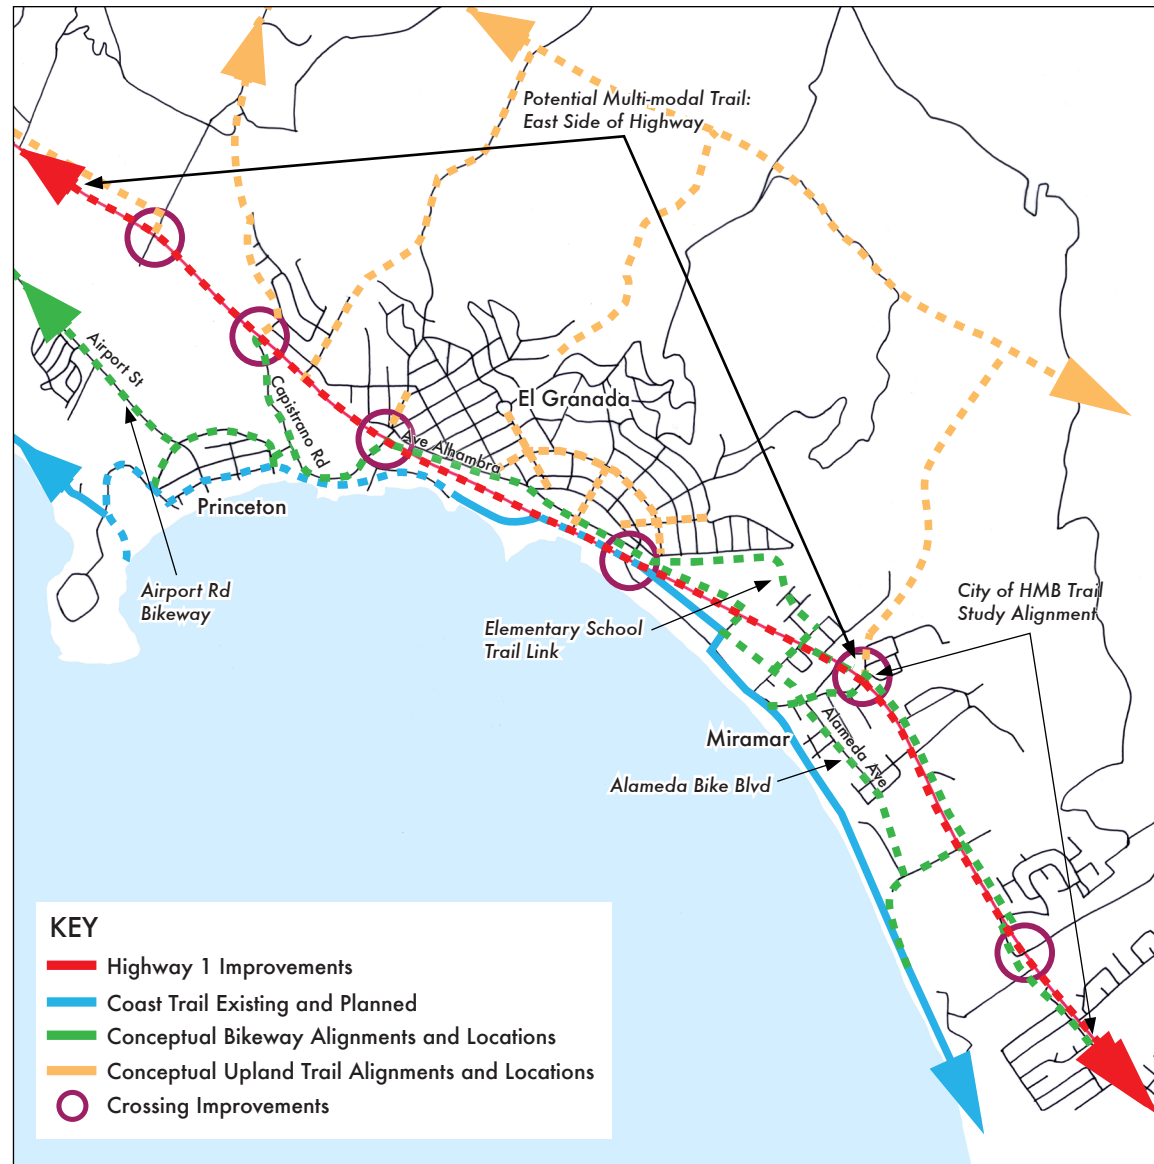 Potential Multi-modal Trail:
East Side of Highway
Airport St
Capistrano Rd
El Granada
Ave Alhambra
Princeton
Airport Rd
Bikeway
City of HMB Trail
Study Alignment
Elementary School
Trail Link
Miramar
Alameda Ave
Alameda Bike Blvd
KEY
Highway 1 Improvements
Coast Trail Existing and Planned
Conceptual Bikeway Alignments and Locations
Conceptual Upland Trail Alignments and Locations
Crossing Improvements